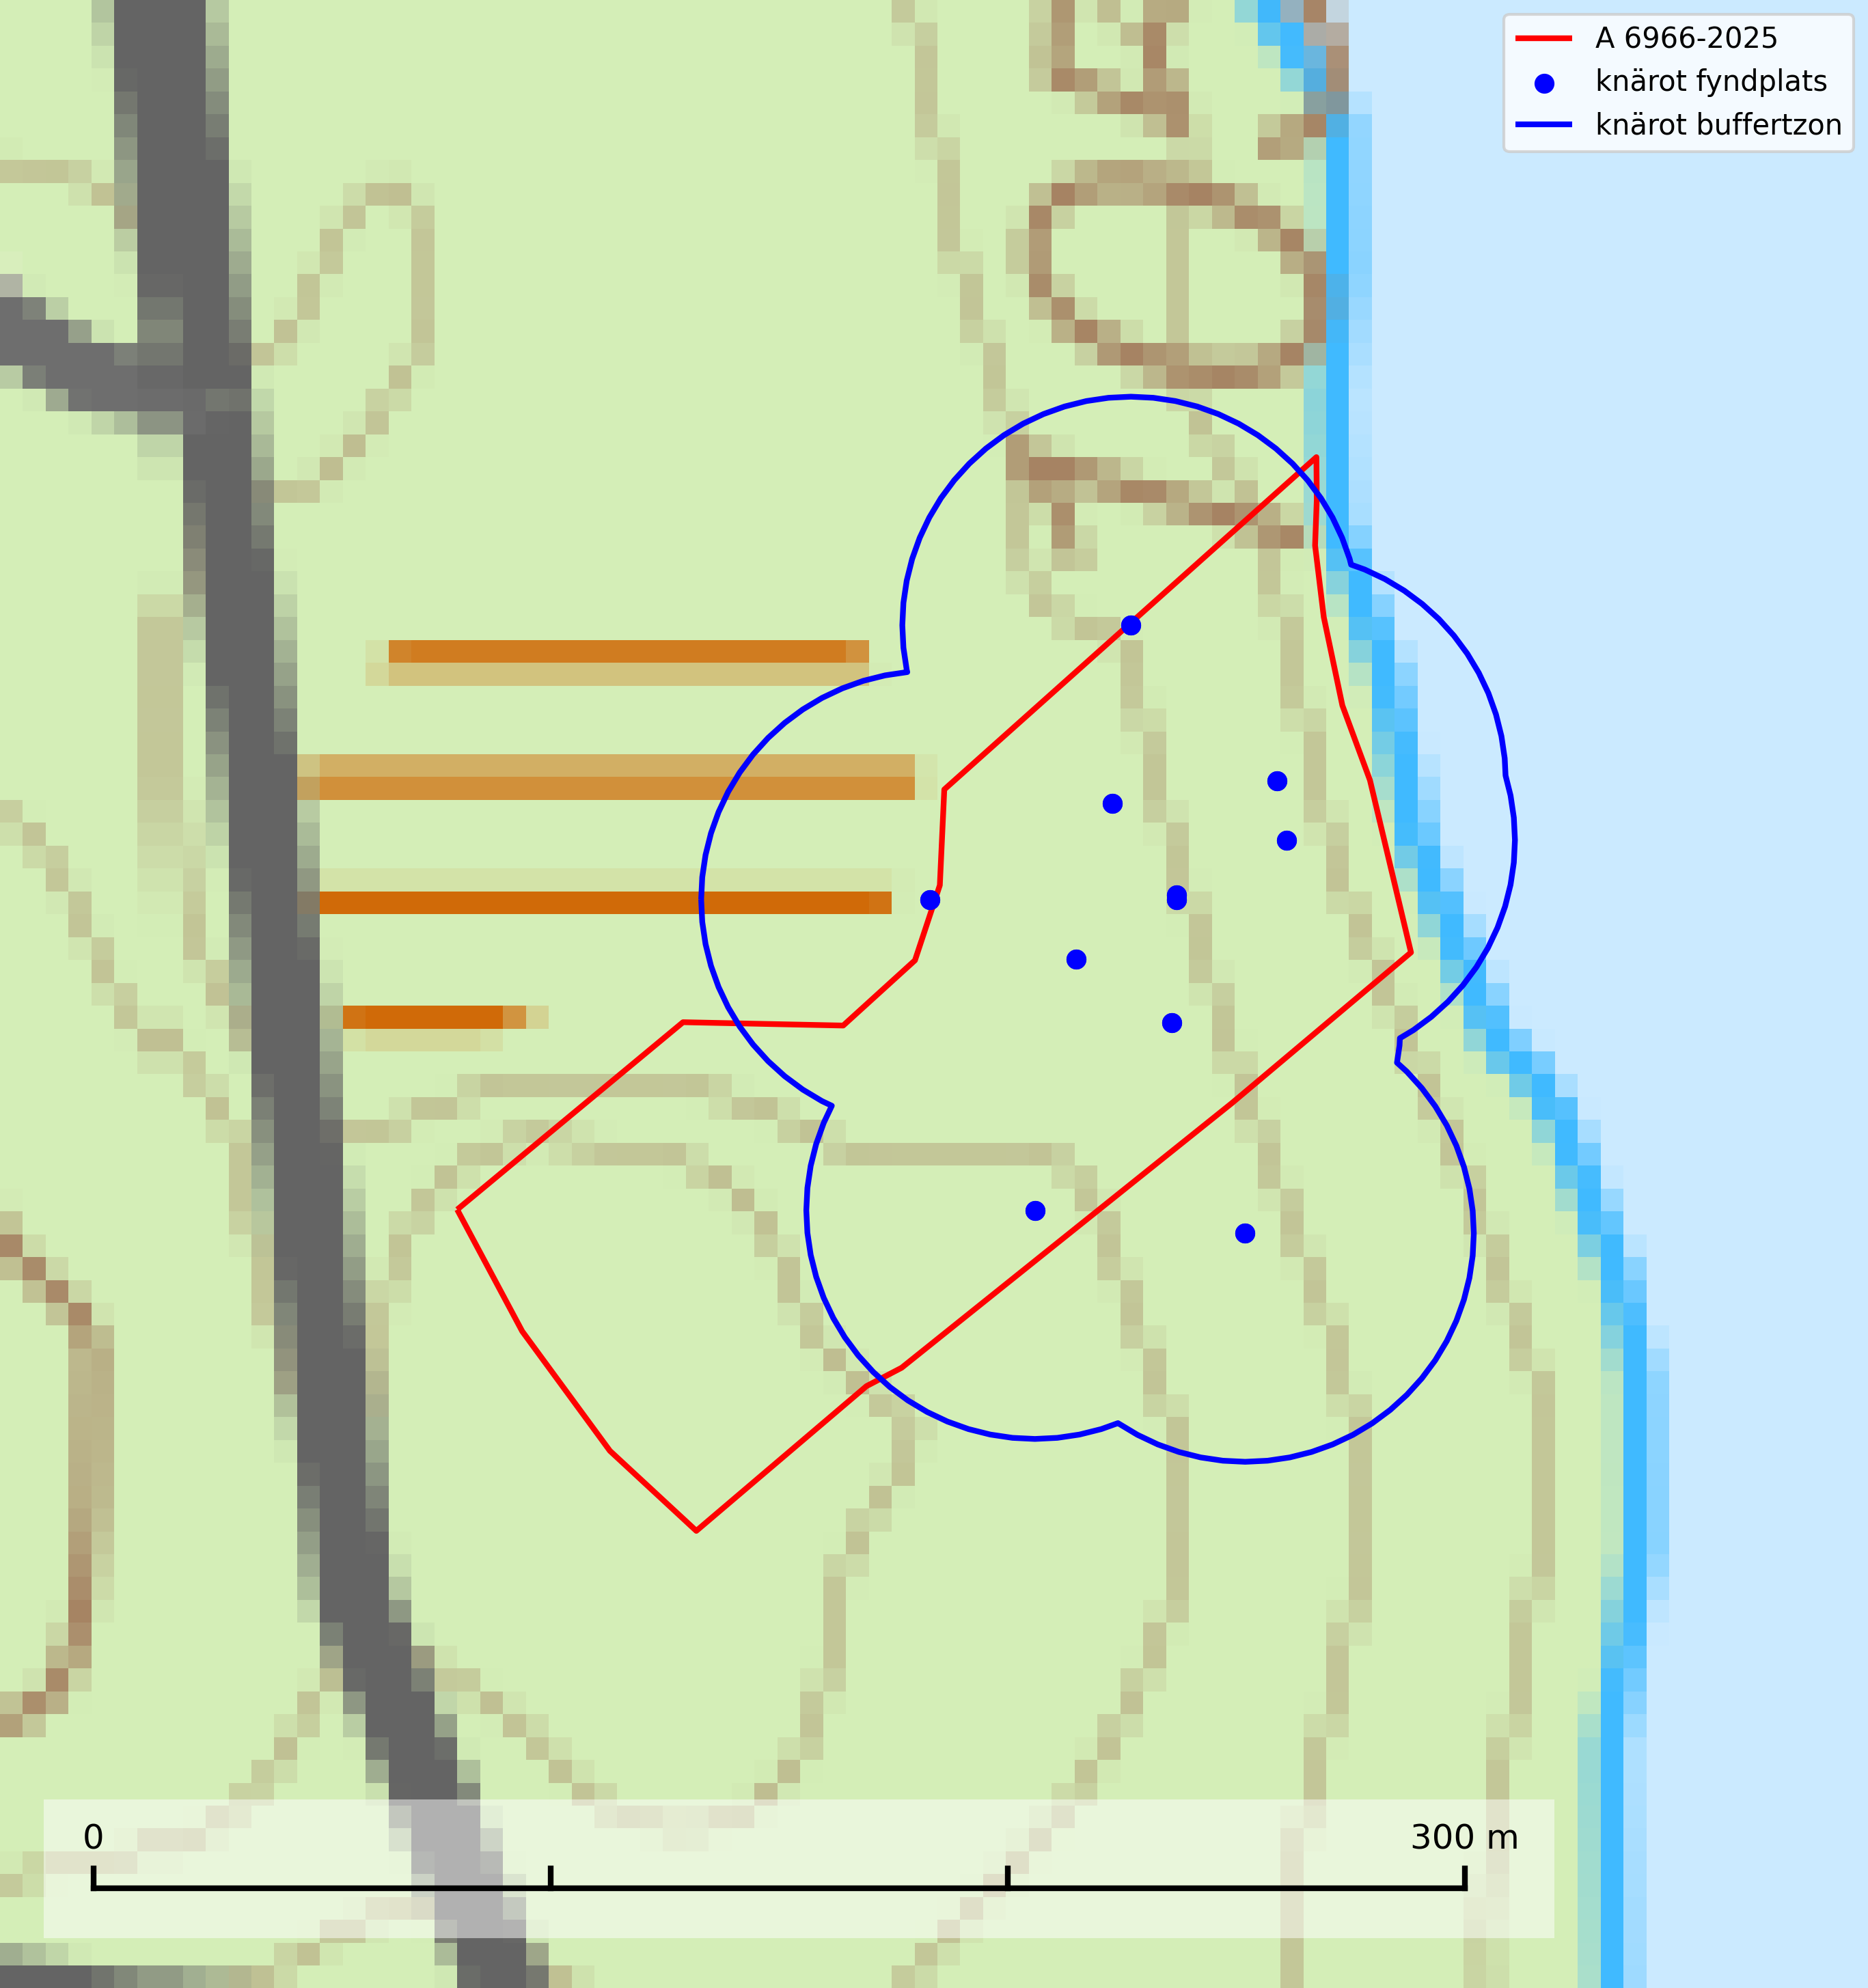 A 6966-2025
knärot fyndplats
knärot buffertzon
0 300 m